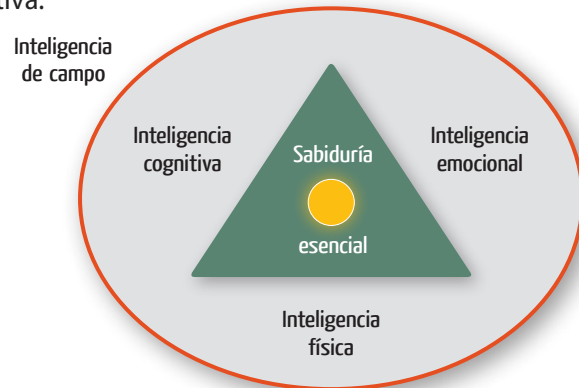 tiva.
Inteligencia
de campo
Inteligencia
cognitiva
Sabiduría
esencial
Inteligencia
emocional
Inteligencia
física